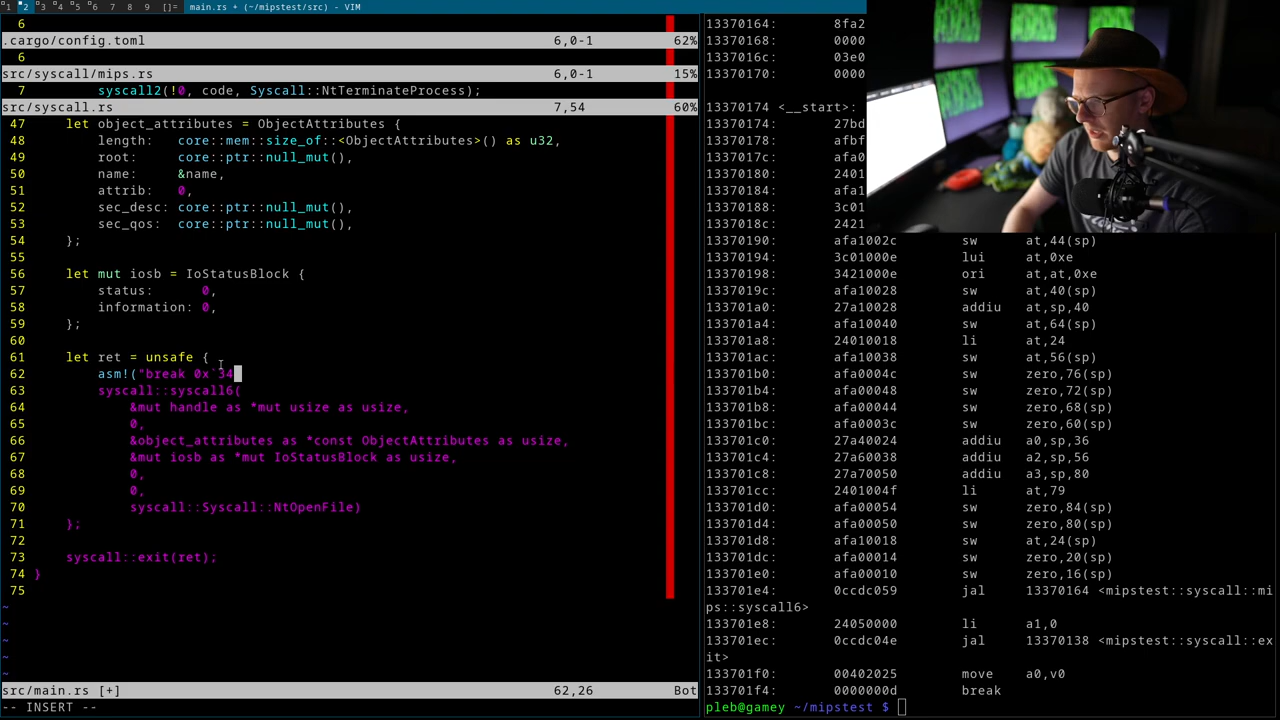 1 2 3 4 5 6 7 8 9 []= main.rs + (~/mipstest/src) - VIM
6
.cargo/config.toml 6,0-1 62%
6
src/syscall/mips.rs 6,0-1 15%
7 syscall2(!0, code, Syscall::NtTerminateProcess);
src/syscall.rs 7,54 60%
47 let object_attributes = ObjectAttributes {
48 length: core::mem::size_of::<ObjectAttributes>() as u32,
49 root: core::ptr::null_mut(),
50 name: &name,
51 attrib: 0,
52 sec_desc: core::ptr::null_mut(),
53 sec_qos: core::ptr::null_mut(),
54 };
55
56 let mut iosb = IoStatusBlock {
57 status: 0,
58 information: 0,
59 };
60
61 let ret = unsafe {
62 asm!("break 0x`34
63 syscall::syscall6(
64 &mut handle as *mut usize as usize,
65 0,
66 &object_attributes as *const ObjectAttributes as usize,
67 &mut iosb as *mut IoStatusBlock as usize,
68 0,
69 0,
70 syscall::Syscall::NtOpenFile)
71 };
72
73 syscall::exit(ret);
74 }
75
~
~
~
~
~
src/main.rs [+] 62,26 Bot
-- INSERT --
13370164: 8fa2
13370168: 0000
1337016c: 03e0
13370170: 0000
13370174 <__start>:
13370174: 27bd
13370178: afbf
1337017c: afa0
13370180: 2401
13370184: afa1
13370188: 3c01
1337018c: 2421
13370190: afa1002c sw at,44(sp)
13370194: 3c01000e lui at,0xe
13370198: 3421000e ori at,at,0xe
1337019c: afa10028 sw at,40(sp)
133701a0: 27a10028 addiu at,sp,40
133701a4: afa10040 sw at,64(sp)
133701a8: 24010018 li at,24
133701ac: afa10038 sw at,56(sp)
133701b0: afa0004c sw zero,76(sp)
133701b4: afa00048 sw zero,72(sp)
133701b8: afa00044 sw zero,68(sp)
133701bc: afa0003c sw zero,60(sp)
133701c0: 27a40024 addiu a0,sp,36
133701c4: 27a60038 addiu a2,sp,56
133701c8: 27a70050 addiu a3,sp,80
133701cc: 2401004f li at,79
133701d0: afa00054 sw zero,84(sp)
133701d4: afa00050 sw zero,80(sp)
133701d8: afa10018 sw at,24(sp)
133701dc: afa00014 sw zero,20(sp)
133701e0: afa00010 sw zero,16(sp)
133701e4: 0ccdc059 jal 13370164 <mipstest::syscall::mi
ps::syscall6>
133701e8: 24050000 li a1,0
133701ec: 0ccdc04e jal 13370138 <mipstest::syscall::ex
it>
133701f0: 00402025 move a0,v0
133701f4: 0000000d break
pleb@gamey ~/mipstest $